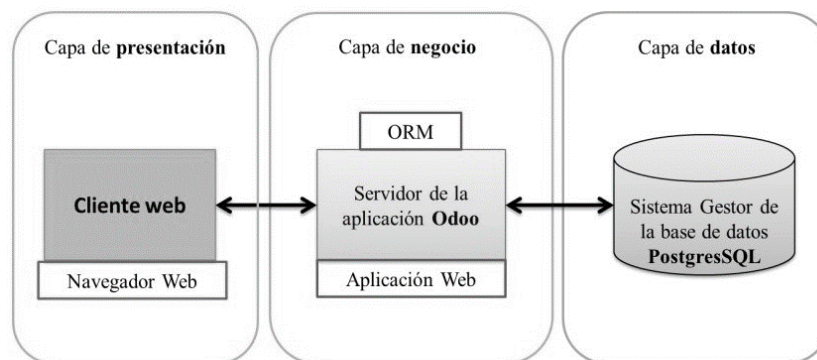 Capa de presentación
Cliente web
Navegador Web
Capa de negocio
ORM
Servidor de la
aplicación Odoo
Aplicación Web
Capa de datos
Sistema Gestor de
la base de datos
PostgresSQL